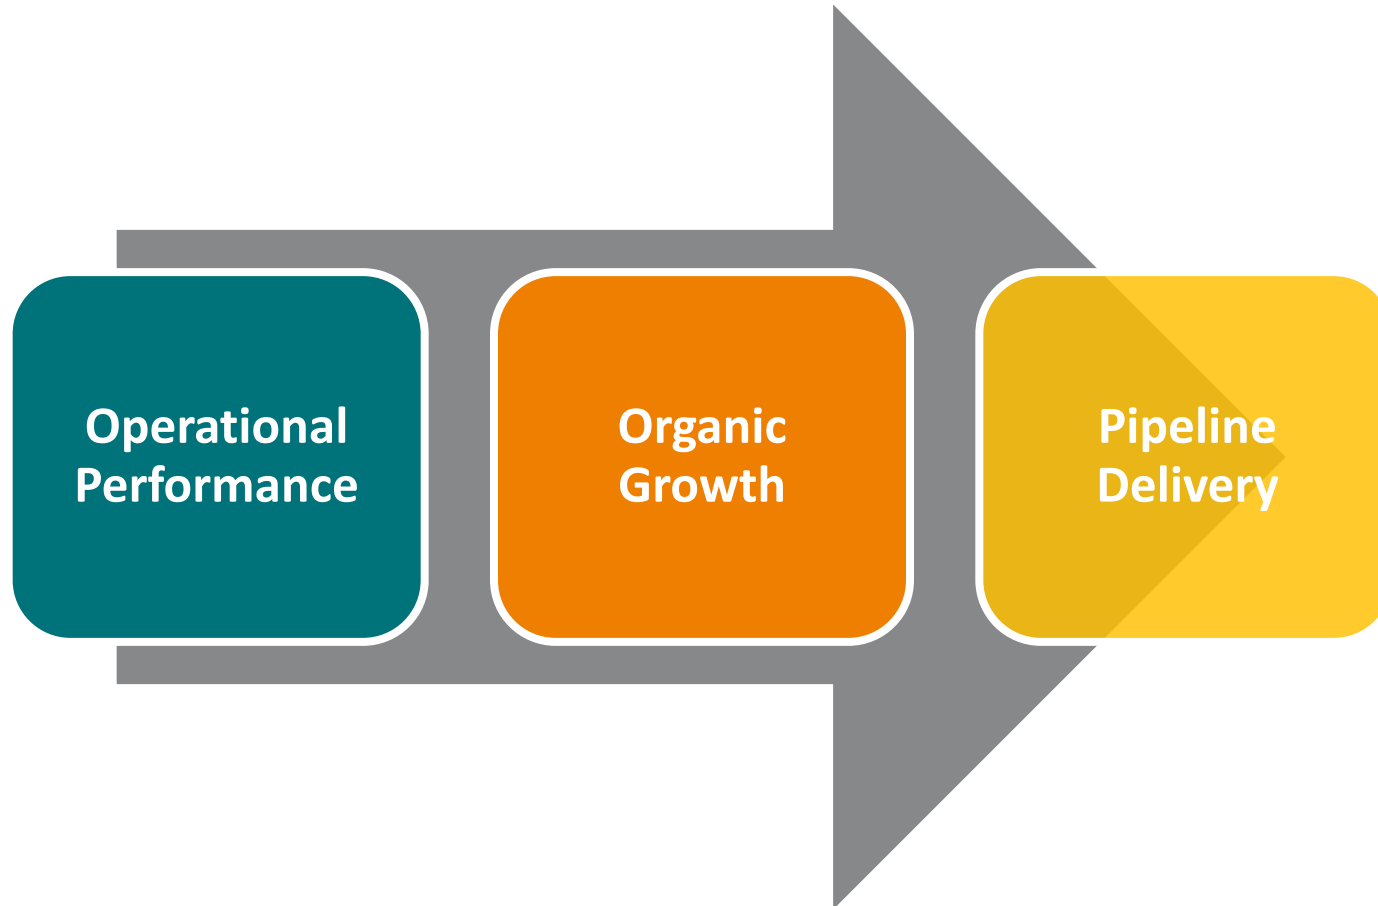 Operational
Performance
Organic
Growth
Pipeline
Delivery